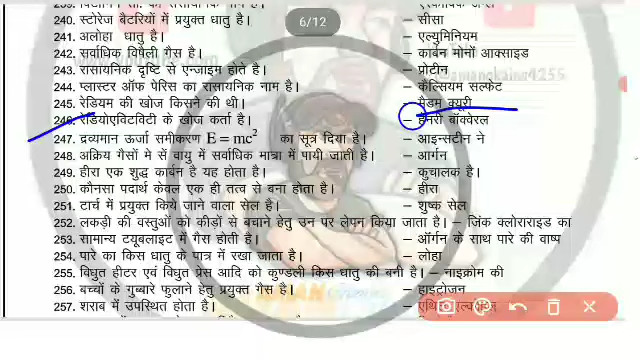 240. स्टोरेज बैटरियों में प्रयुक्त धातु है। – सीसा
241. अलोहा धातु है। – एल्युमिनियम
242. सर्वाधिक विषैली गैस है। – कार्बन मोनों आक्साइड
243. रासायनिक दृष्टि से एन्जाइम होते है। – प्रोटीन
244. प्लास्टर ऑफ पेरिस का रासायनिक नाम है। – कैल्सियम सल्फेट
245. रेडियम की खोज किसने की थी। – मैडम क्यूरी
246. रेडियोएक्टिविटी के खोज कर्ता है। – हेनरी बॉक्वेरल
247. द्रव्यमान ऊर्जा समीकरण E=mc² का सूत्र दिया है। – आइन्सटीन ने
248. अक्रिय गैसों मे सें वायु में सर्वाधिक मात्रा में पायी जाती है। – आर्गन
249. हीरा एक शुद्ध कार्बन है यह होता है। – कुचालक है।
250. कौनसा पदार्थ केवल एक ही तत्व से बना होता है। – हीरा
251. टार्च में प्रयुक्त किये जाने वाला सेल है। – शुष्क सेल
252. लकड़ी की वस्तुओं को कीड़ों से बचाने हेतु उन पर लेपन किया जाता है। – जिंक क्लोराराइड का
253. सामान्य ट्यूबलाइट में गैस होती है। – ऑर्गन के साथ पारे की वाष्प
254. पारे का किस धातु के पात्र में रखा जाता है। – लोहा
255. विधुत हीटर एवं विधुत प्रेस आदि को कुण्डली किस धातु की बनी है। – नाइक्रोम की
256. बच्चों के गुब्बारे फुलाने हेतु प्रयुक्त गैस है। – हाइट्रोजन
257. शराब में उपस्थित होता है।
6/12